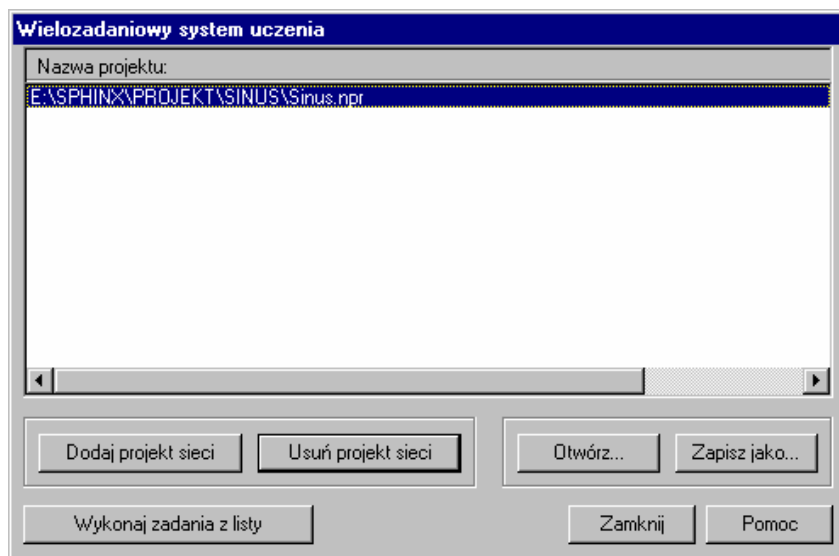 Wielozadaniowy system uczenia
Nazwa projektu:
E:\SPHINX\PROJEKT\SINUS\Sinus.npr
Dodaj projekt sieci Usuń projekt sieci Otwórz... Zapisz jako...
Wykonaj zadania z listy Zamknij Pomoc